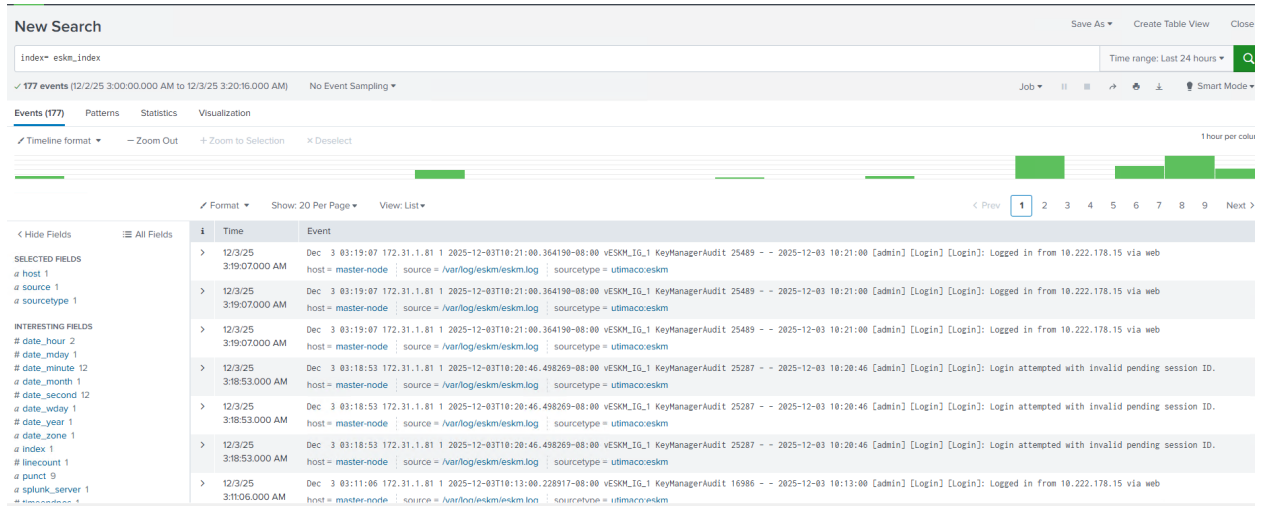 New Search
Save As ▾ Create Table View Close
index= eskm_index
Time range: Last 24 hours ▾
✓ 177 events (12/2/25 3:00:00.000 AM to 12/3/25 3:20:16.000 AM) No Event Sampling ▾
Job ▾ Smart Mode ▾
Events (177) Patterns Statistics Visualization
Timeline format ▾ — Zoom Out + Zoom to Selection × Deselect
1 hour per colu
Format ▾ Show: 20 Per Page ▾ View: List ▾
< Prev 1 2 3 4 5 6 7 8 9 Next >
< Hide Fields All Fields
SELECTED FIELDS
a host 1
a source 1
a sourcetype 1
INTERESTING FIELDS
# date_hour 2
# date_mday 1
# date_minute 12
a date_month 1
# date_second 12
a date_wday 1
# date_year 1
a date_zone 1
a index 1
# linecount 1
a punct 9
a splunk_server 1
i Time Event
> 12/3/25 3:19:07.000 AM
Dec 3 03:19:07 172.31.1.81 1 2025-12-03T10:21:00.364190-08:00 vESKM_IG_1 KeyManagerAudit 25489 - - 2025-12-03 10:21:00 [admin] [Login] [Login]: Logged in from 10.222.178.15 via web
host = master-node source = /var/log/eskm/eskm.log sourcetype = utimaco:eskm
> 12/3/25 3:19:07.000 AM
Dec 3 03:19:07 172.31.1.81 1 2025-12-03T10:21:00.364190-08:00 vESKM_IG_1 KeyManagerAudit 25489 - - 2025-12-03 10:21:00 [admin] [Login] [Login]: Logged in from 10.222.178.15 via web
host = master-node source = /var/log/eskm/eskm.log sourcetype = utimaco:eskm
> 12/3/25 3:19:07.000 AM
Dec 3 03:19:07 172.31.1.81 1 2025-12-03T10:21:00.364190-08:00 vESKM_IG_1 KeyManagerAudit 25489 - - 2025-12-03 10:21:00 [admin] [Login] [Login]: Logged in from 10.222.178.15 via web
host = master-node source = /var/log/eskm/eskm.log sourcetype = utimaco:eskm
> 12/3/25 3:18:53.000 AM
Dec 3 03:18:53 172.31.1.81 1 2025-12-03T10:20:46.498269-08:00 vESKM_IG_1 KeyManagerAudit 25287 - - 2025-12-03 10:20:46 [admin] [Login] [Login]: Login attempted with invalid pending session ID.
host = master-node source = /var/log/eskm/eskm.log sourcetype = utimaco:eskm
> 12/3/25 3:18:53.000 AM
Dec 3 03:18:53 172.31.1.81 1 2025-12-03T10:20:46.498269-08:00 vESKM_IG_1 KeyManagerAudit 25287 - - 2025-12-03 10:20:46 [admin] [Login] [Login]: Login attempted with invalid pending session ID.
host = master-node source = /var/log/eskm/eskm.log sourcetype = utimaco:eskm
> 12/3/25 3:18:53.000 AM
Dec 3 03:18:53 172.31.1.81 1 2025-12-03T10:20:46.498269-08:00 vESKM_IG_1 KeyManagerAudit 25287 - - 2025-12-03 10:20:46 [admin] [Login] [Login]: Login attempted with invalid pending session ID.
host = master-node source = /var/log/eskm/eskm.log sourcetype = utimaco:eskm
> 12/3/25 3:11:06.000 AM
Dec 3 03:11:06 172.31.1.81 1 2025-12-03T10:13:00.228917-08:00 vESKM_IG_1 KeyManagerAudit 16986 - - 2025-12-03 10:13:00 [admin] [Login] [Login]: Logged in from 10.222.178.15 via web
host = master-node source = /var/log/eskm/eskm.log sourcetype = utimaco:eskm